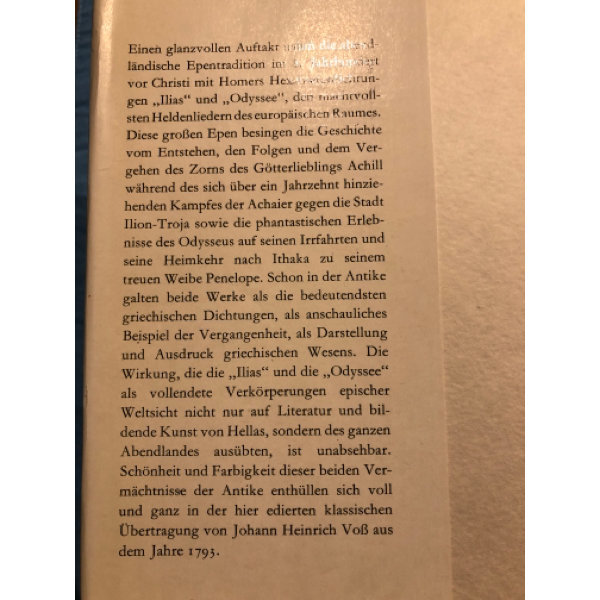 Einen glanzvollen Auftakt nahm die abend-
ländische Epentradition im Jahrhundert
vor Christi mit Homers Hexameterdichtun-
gen „Ilias" und „Odyssee", den machtvoll-
sten Heldenliedern des europäischen Raumes.
Diese großen Epen besingen die Geschichte
vom Entstehen, den Folgen und dem Ver-
gehen des Zorns des Götterlieblings Achill
während des sich über ein Jahrzehnt hinzie-
henden Kampfes der Achaier gegen die Stadt
Ilion-Troja sowie die phantastischen Erleb-
nisse des Odysseus auf seinen Irrfahrten und
seine Heimkehr nach Ithaka zu seinem
treuen Weibe Penelope. Schon in der Antike
galten beide Werke als die bedeutendsten
griechischen Dichtungen, als anschauliches
Beispiel der Vergangenheit, als Darstellung
und Ausdruck griechischen Wesens. Die
Wirkung, die die „Ilias" und die „Odyssee"
als vollendete Verkörperungen epischer
Weltsicht nicht nur auf Literatur und bil-
dende Kunst von Hellas, sondern des ganzen
Abendlandes ausübten, ist unabsehbar.
Schönheit und Farbigkeit dieser beiden Ver-
mächtnisse der Antike enthüllen sich voll
und ganz in der hier edierten klassischen
Übertragung von Johann Heinrich Voß aus
dem Jahre 1793.